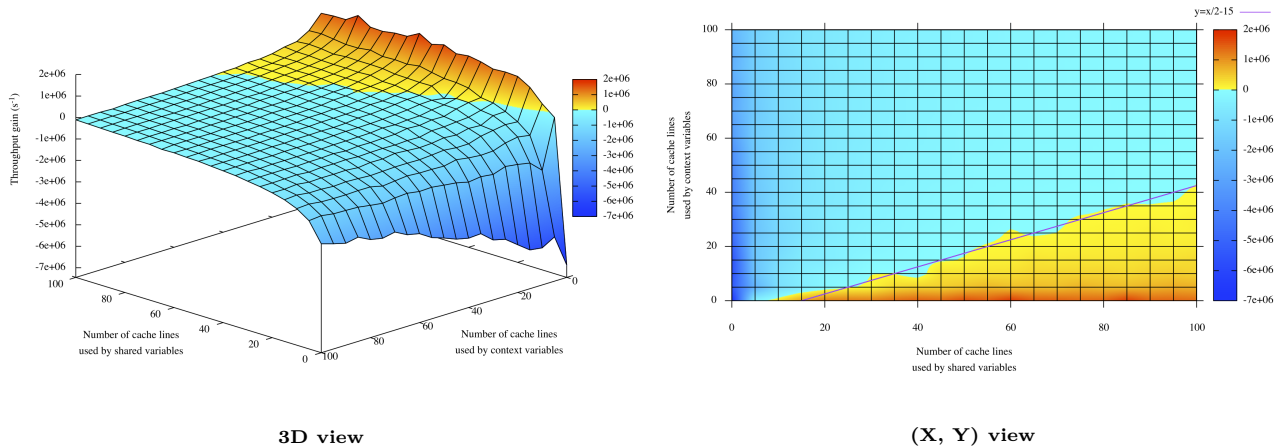 2e+06
1e+06
0
-1e+06
-2e+06
-3e+06
-4e+06
-5e+06
-6e+06
-7e+06
Throughput gain (s⁻¹)
100
80
60
40
20
0
Number of cache lines
used by shared variables
100
80
60
40
20
0
Number of cache lines
used by context variables
2e+06
1e+06
0
-1e+06
-2e+06
-3e+06
-4e+06
-5e+06
-6e+06
-7e+06
3D view
y=x/2-15
100
80
60
40
20
0
Number of cache lines
used by context variables
0
20
40
60
80
100
Number of cache lines
used by shared variables
2e+06
1e+06
0
-1e+06
-2e+06
-3e+06
-4e+06
-5e+06
-6e+06
-7e+06
(X, Y) view